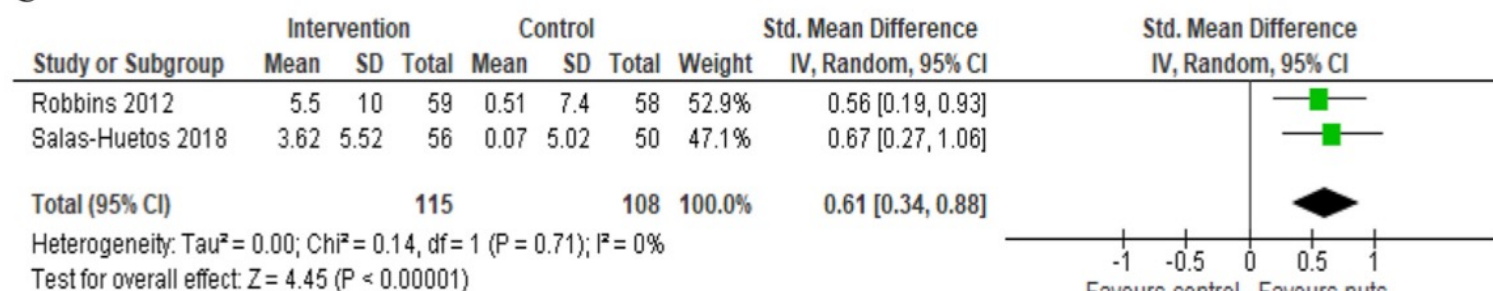 Intervention Control Std. Mean Difference Std. Mean Difference
Study or Subgroup Mean SD Total Mean SD Total Weight IV, Random, 95% CI IV, Random, 95% CI
Robbins 2012 5.5 10 59 0.51 7.4 58 52.9% 0.56 [0.19, 0.93]
Salas-Huetos 2018 3.62 5.52 56 0.07 5.02 50 47.1% 0.67 [0.27, 1.06]
Total (95% CI) 115 108 100.0% 0.61 [0.34, 0.88]
Heterogeneity: Tau² = 0.00; Chi² = 0.14, df = 1 (P = 0.71); I² = 0%
Test for overall effect: Z = 4.45 (P < 0.00001)
-1 -0.5 0 0.5 1
Favours control Favours nuts